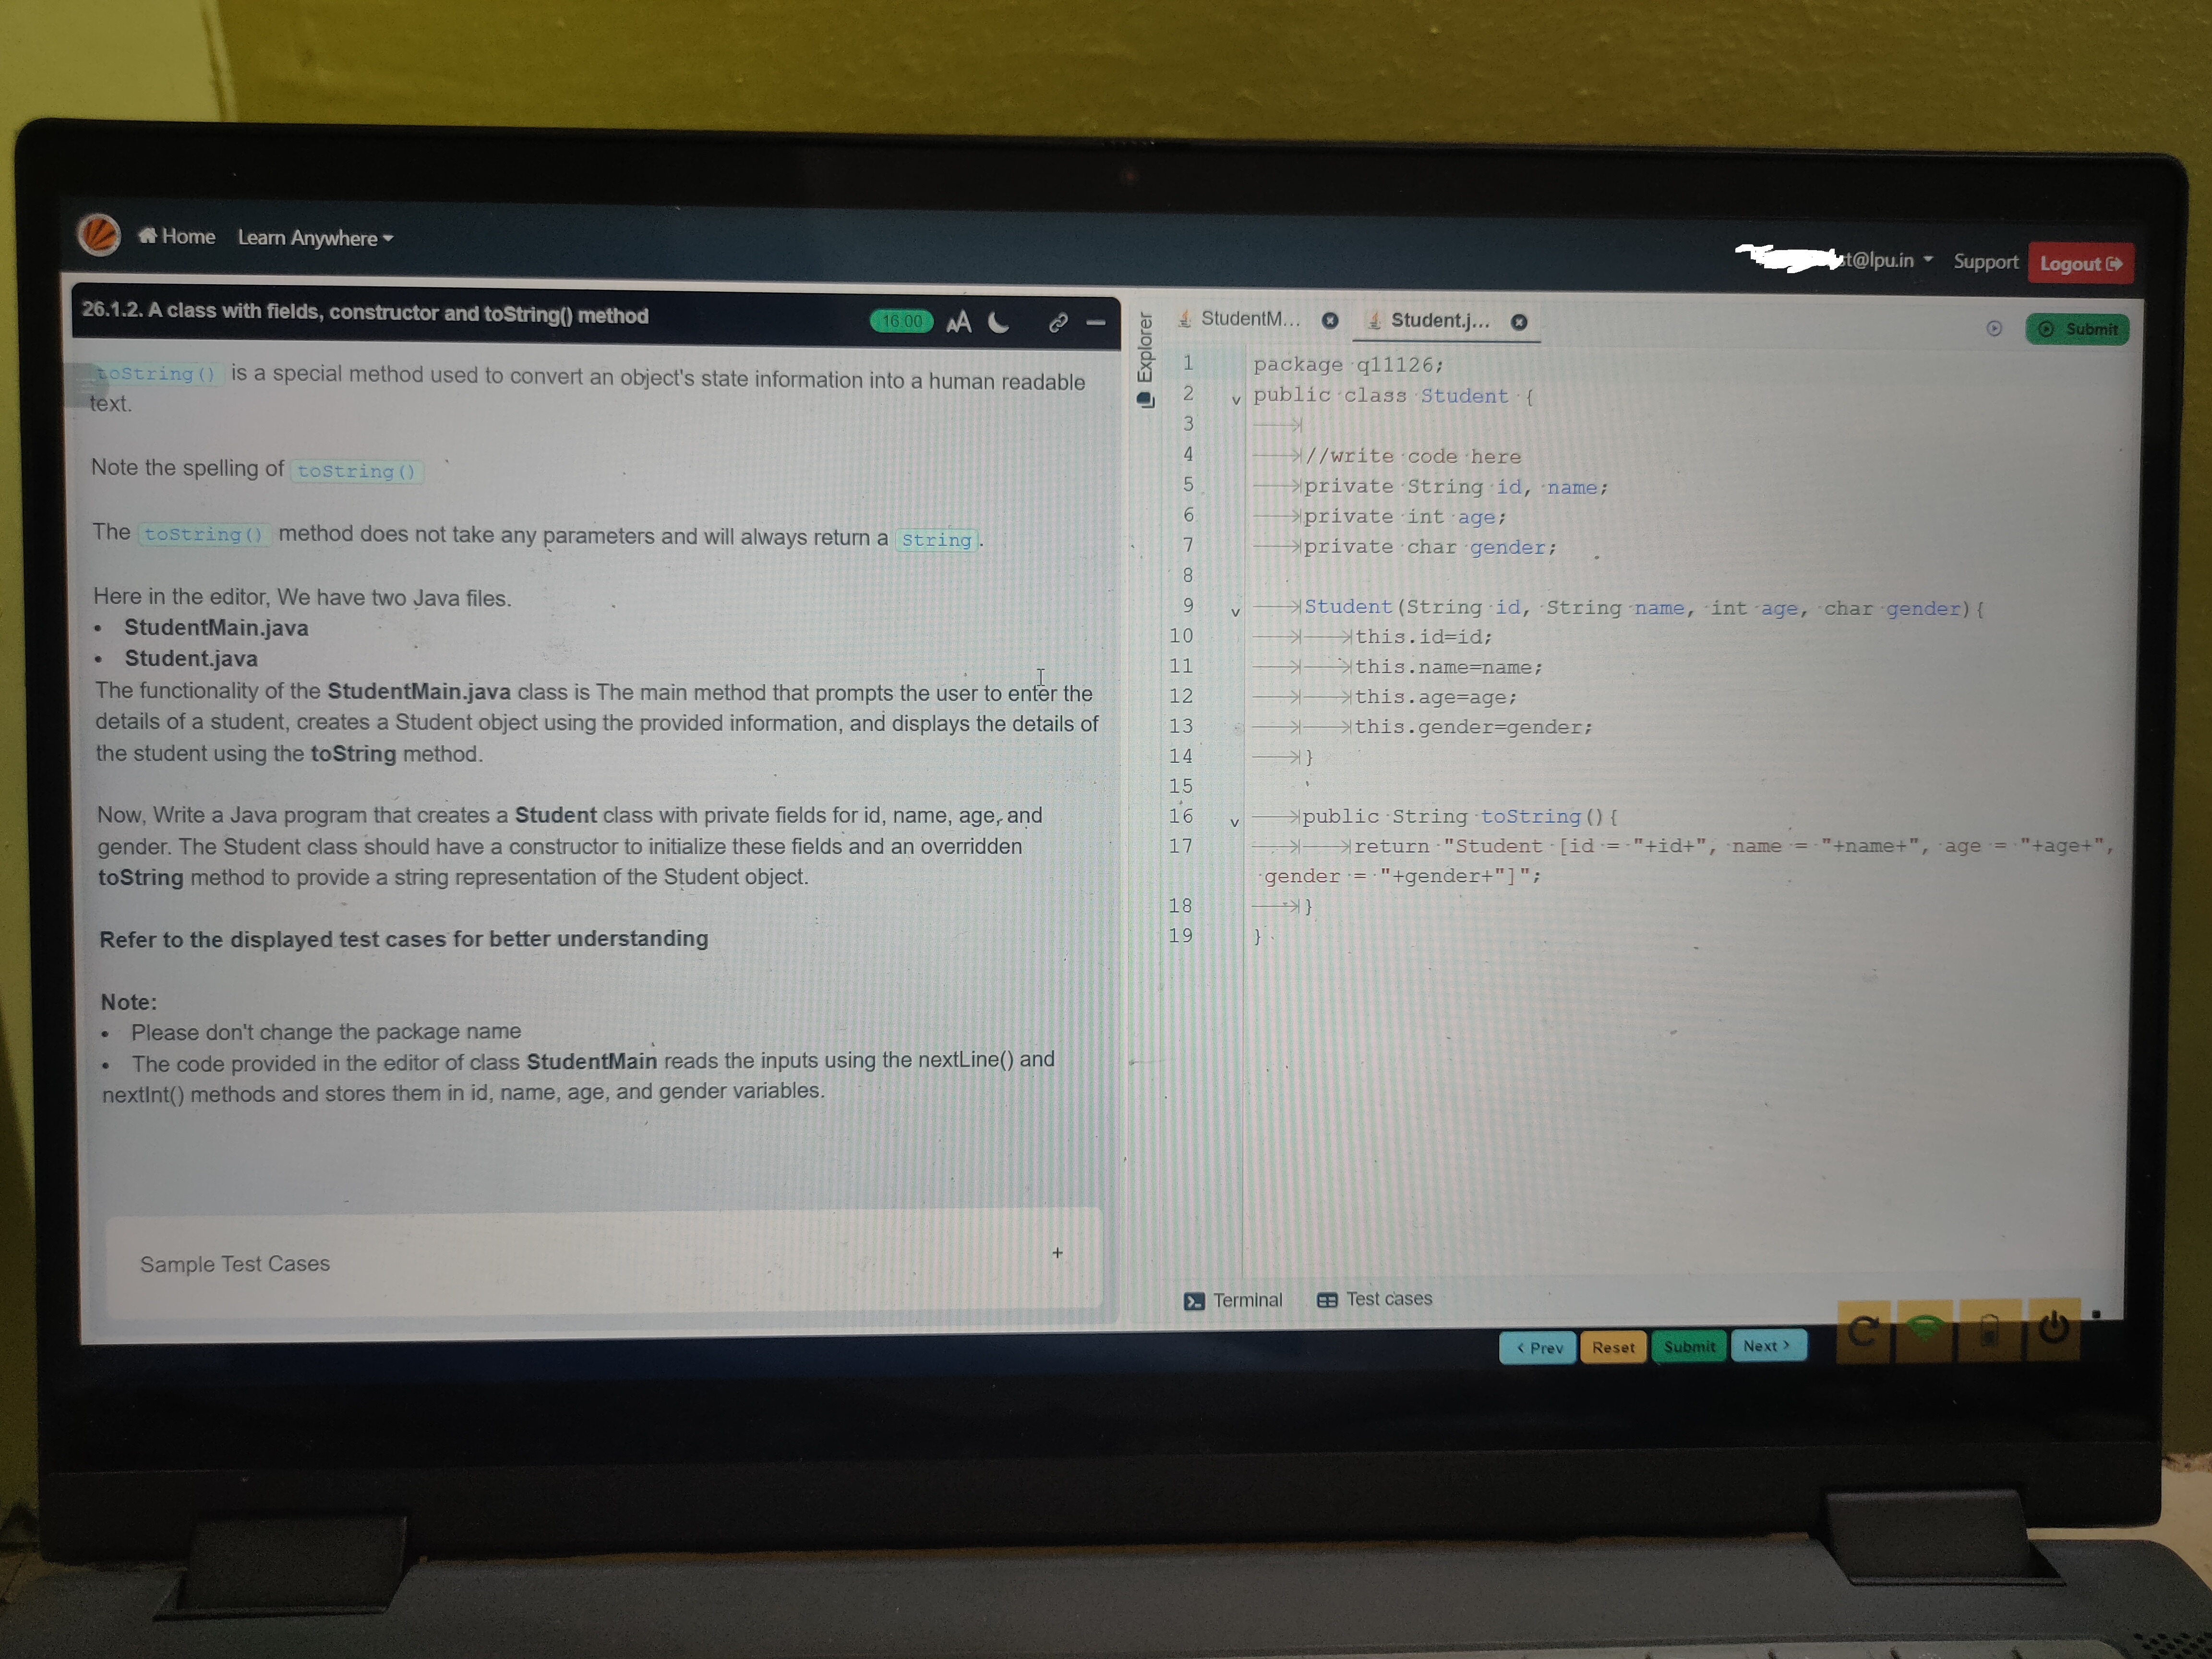 Home Learn Anywhere
t@lpu.in Support Logout
26.1.2. A class with fields, constructor and toString() method
16:00 AA
toString() is a special method used to convert an object's state information into a human readable
text.
Note the spelling of toString()
The toString() method does not take any parameters and will always return a String.
Here in the editor, We have two Java files.
• StudentMain.java
• Student.java
The functionality of the StudentMain.java class is The main method that prompts the user to enter the
details of a student, creates a Student object using the provided information, and displays the details of
the student using the toString method.
Now, Write a Java program that creates a Student class with private fields for id, name, age, and
gender. The Student class should have a constructor to initialize these fields and an overridden
toString method to provide a string representation of the Student object.
Refer to the displayed test cases for better understanding
Note:
• Please don't change the package name
• The code provided in the editor of class StudentMain reads the inputs using the nextLine() and
nextInt() methods and stores them in id, name, age, and gender variables.
Sample Test Cases +
Explorer
StudentM... Student.j... Submit
1 package q11126;
2 public class Student {
3
4 //write code here
5 private String id, name;
6 private int age;
7 private char gender;
8
9 Student(String id, String name, int age, char gender){
10 this.id=id;
11 this.name=name;
12 this.age=age;
13 this.gender=gender;
14 }
15
16 public String toString(){
17 return "Student [id = "+id+", name = "+name+", age = "+age+",
gender = "+gender+"]";
18 }
19 }
Terminal Test cases
< Prev Reset Submit Next >